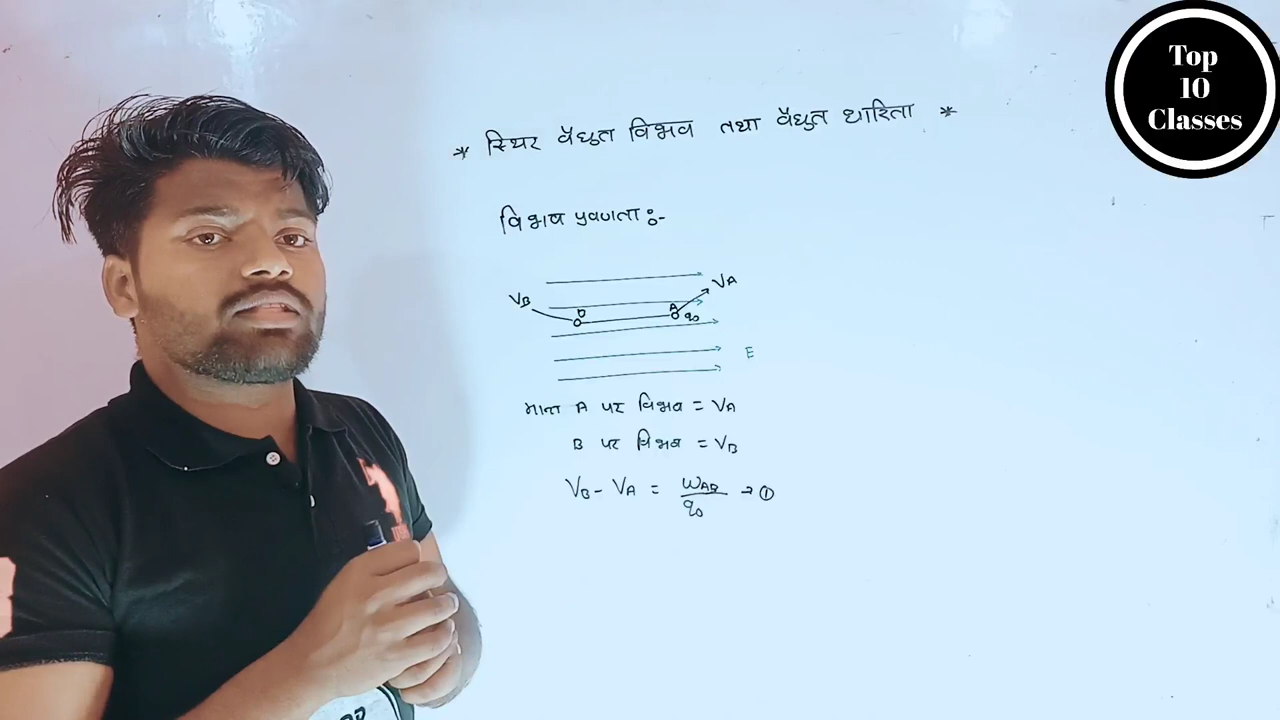 Top
10
Classes
* स्थिर वैद्युत विभव तथा वैद्युत धारिता *
विभव प्रवणता :-
VA
VB
B
A
q₀
E
माना A पर विभव = VA
B पर विभव = VB
VB - VA = WAB/q₀ → ①